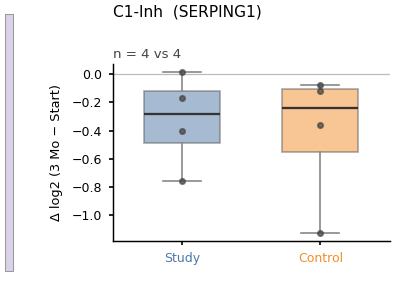 C1-Inh (SERPING1)
n = 4 vs 4
0.0
−0.2
−0.4
−0.6
−0.8
−1.0
Δ log2 (3 Mo − Start)
Study
Control